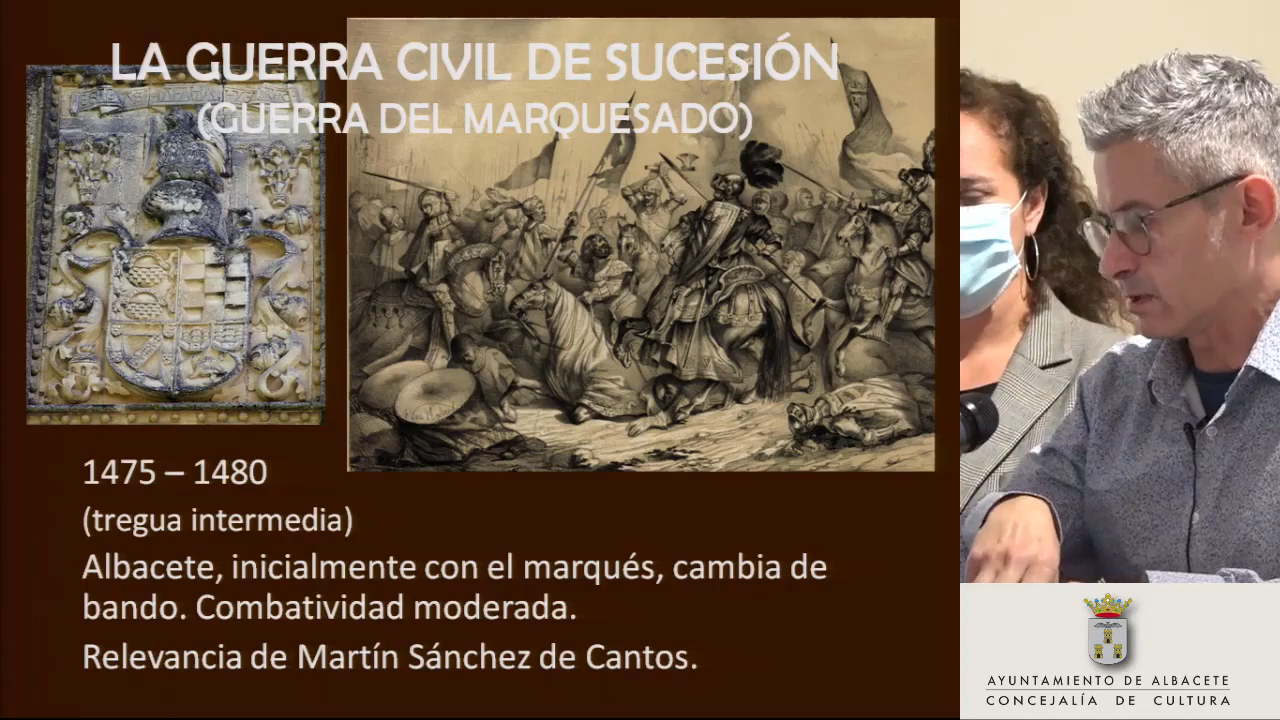 LA GUERRA CIVIL DE SUCESIÓN
(GUERRA DEL MARQUESADO)
1475 – 1480
(tregua intermedia)
Albacete, inicialmente con el marqués, cambia de
bando. Combatividad moderada.
Relevancia de Martín Sánchez de Cantos.
AYUNTAMIENTO DE ALBACETE
CONCEJALÍA DE CULTURA